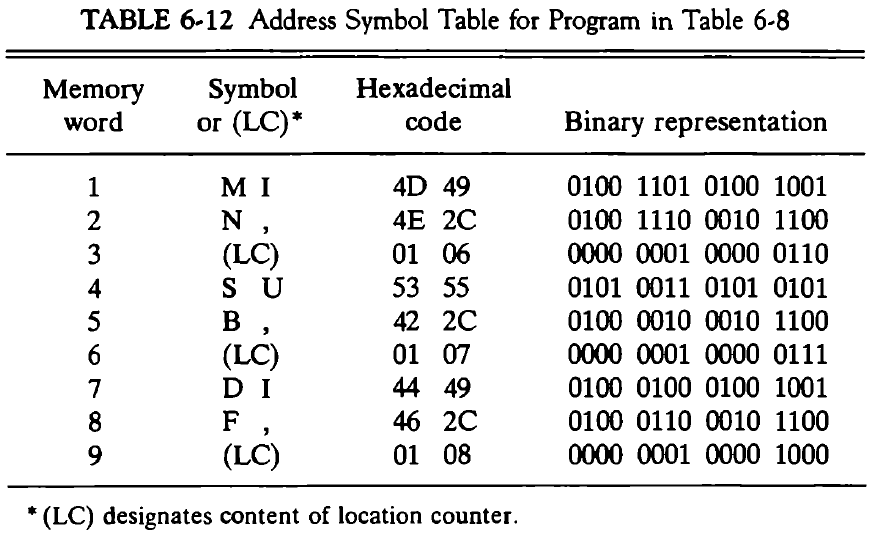 TABLE 6-12 Address Symbol Table for Program in Table 6-8
Memory word Symbol or (LC)* Hexadecimal code Binary representation
1 M I 4D 49 0100 1101 0100 1001
2 N , 4E 2C 0100 1110 0010 1100
3 (LC) 01 06 0000 0001 0000 0110
4 S U 53 55 0101 0011 0101 0101
5 B , 42 2C 0100 0010 0010 1100
6 (LC) 01 07 0000 0001 0000 0111
7 D I 44 49 0100 0100 0100 1001
8 F , 46 2C 0100 0110 0010 1100
9 (LC) 01 08 0000 0001 0000 1000
* (LC) designates content of location counter.